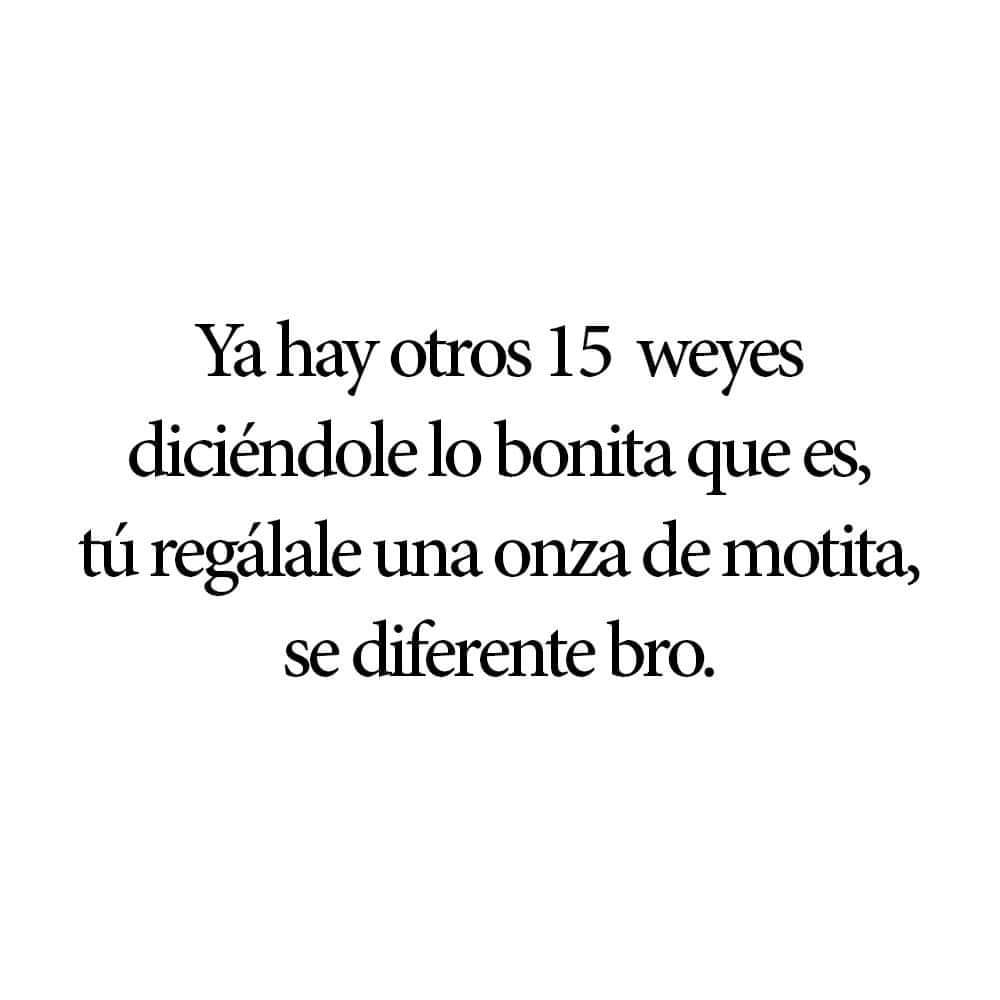 Ya hay otros 15 weyes
diciéndole lo bonita que es,
tú regálale una onza de motita,
se diferente bro.